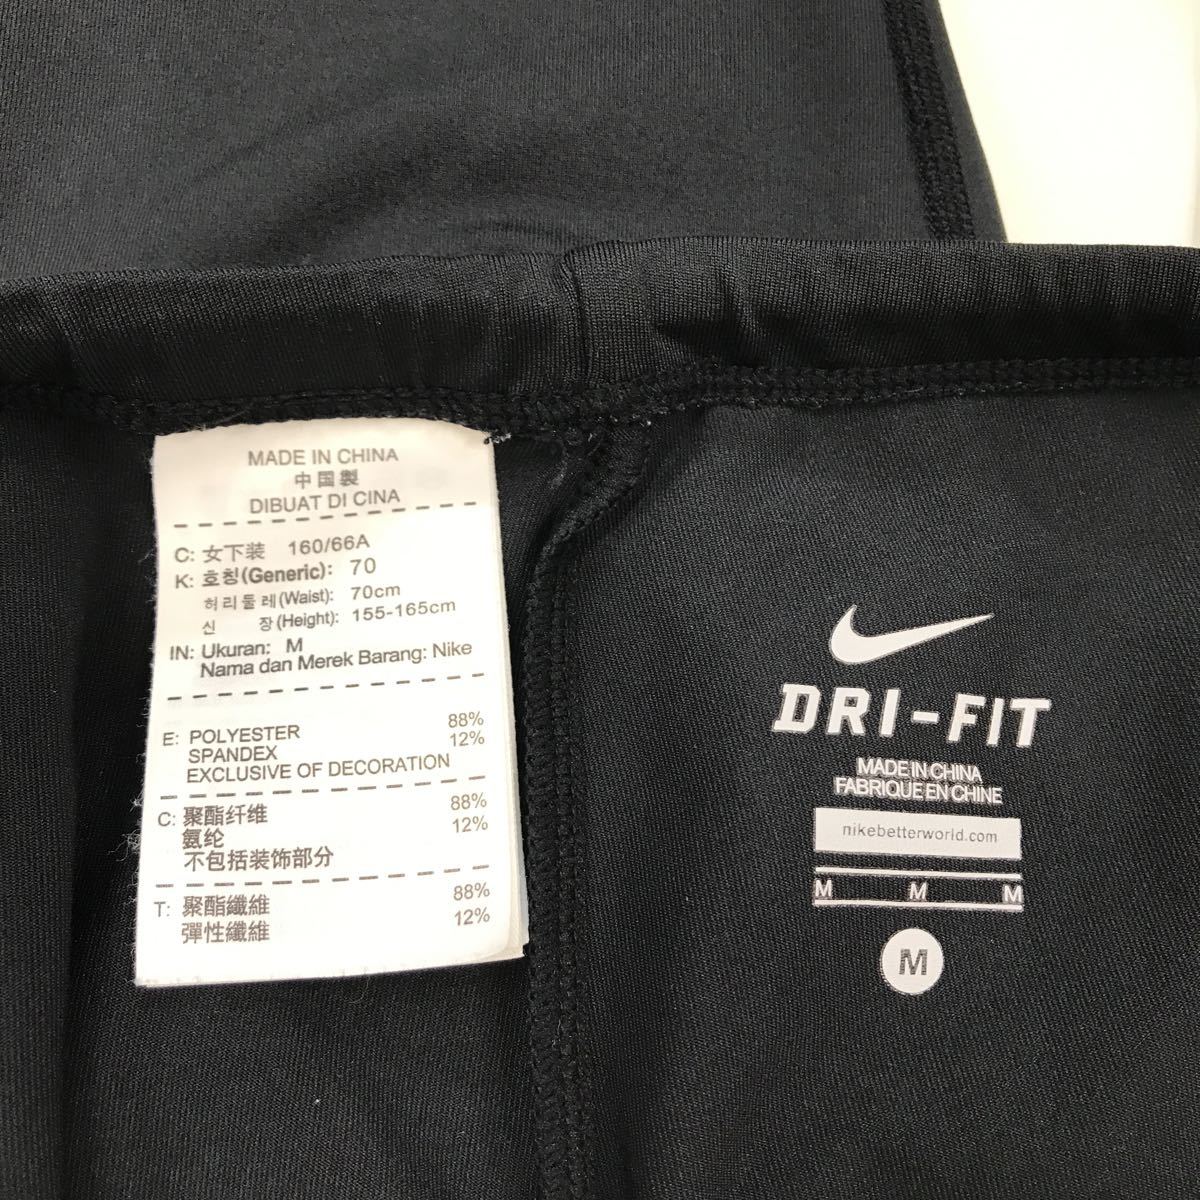 MADE IN CHINA
中国製
DIBUAT DI CINA
C: 女下装 160/66A
K: 호칭(Generic): 70
허리둘레(Waist): 70cm
신 장(Height): 155-165cm
IN: Ukuran: M
Nama dan Merek Barang: Nike
E: POLYESTER 88%
SPANDEX 12%
EXCLUSIVE OF DECORATION
C: 聚酯纤维 88%
氨纶 12%
不包括装饰部分
T: 聚酯纖維 88%
彈性纖維 12%
DRI-FIT
MADE IN CHINA
FABRIQUE EN CHINE
nikebetterworld.com
M M M
M